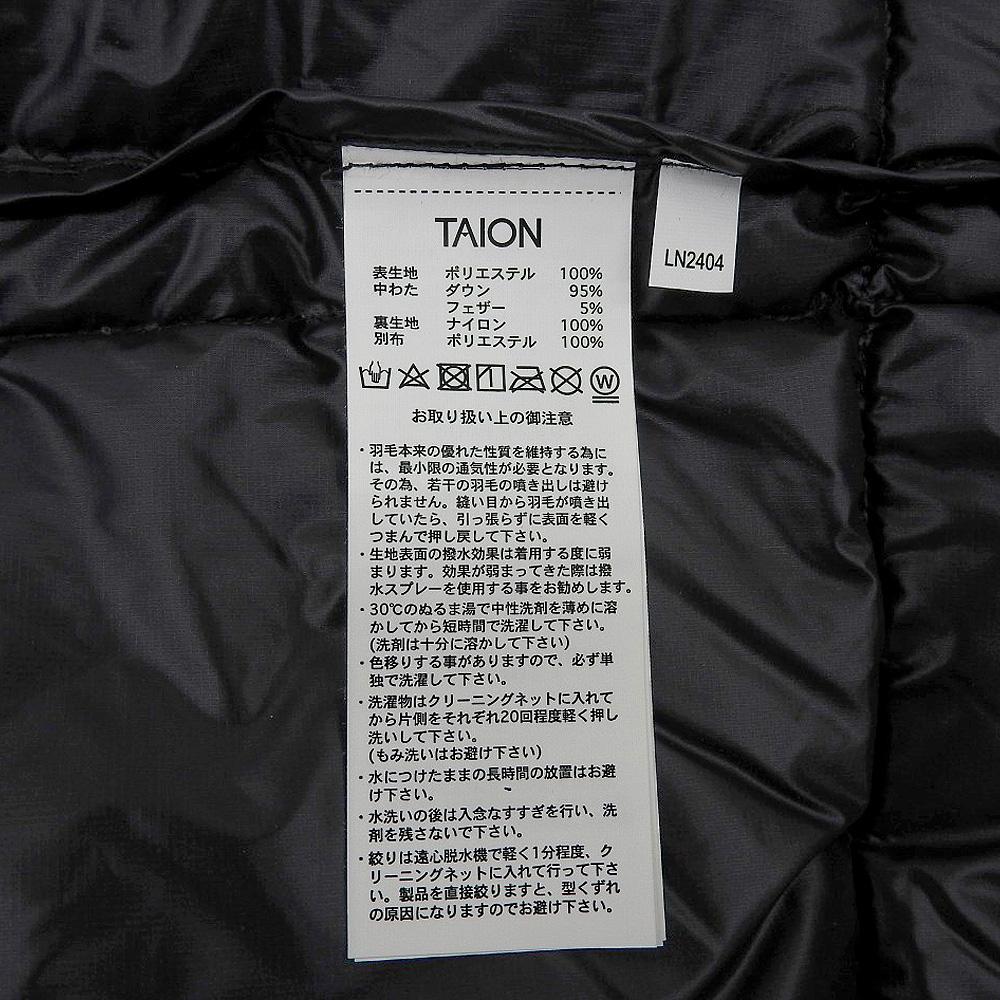 TAION
表生地 ポリエステル 100%
中わた ダウン 95%
フェザー 5%
裏生地 ナイロン 100%
別布 ポリエステル 100%
W
お取り扱い上の御注意
・羽毛本来の優れた性質を維持する為に
は、最小限の通気性が必要となります。
その為、若干の羽毛の噴き出しは避け
られません。縫い目から羽毛が噴き出
していたら、引っ張らずに表面を軽く
つまんで押し戻して下さい。
・生地表面の撥水効果は着用する度に弱
まります。効果が弱まってきた際は撥
水スプレーを使用する事をお勧めします。
・30℃のぬるま湯で中性洗剤を薄めに溶
かしてから短時間で洗濯して下さい。
(洗剤は十分に溶かして下さい)
・色移りする事がありますので、必ず単
独で洗濯して下さい。
・洗濯物はクリーニングネットに入れて
から片側をそれぞれ20回程度軽く押し
洗いして下さい。
(もみ洗いはお避け下さい)
・水につけたままの長時間の放置はお避
け下さい。
・水洗いの後は入念なすすぎを行い、洗
剤を残さないで下さい。
・絞りは遠心脱水機で軽く1分程度、ク
リーニングネットに入れて行って下さ
い。製品を直接絞りますと、型くずれ
の原因になりますのでお避け下さい。
LN2404